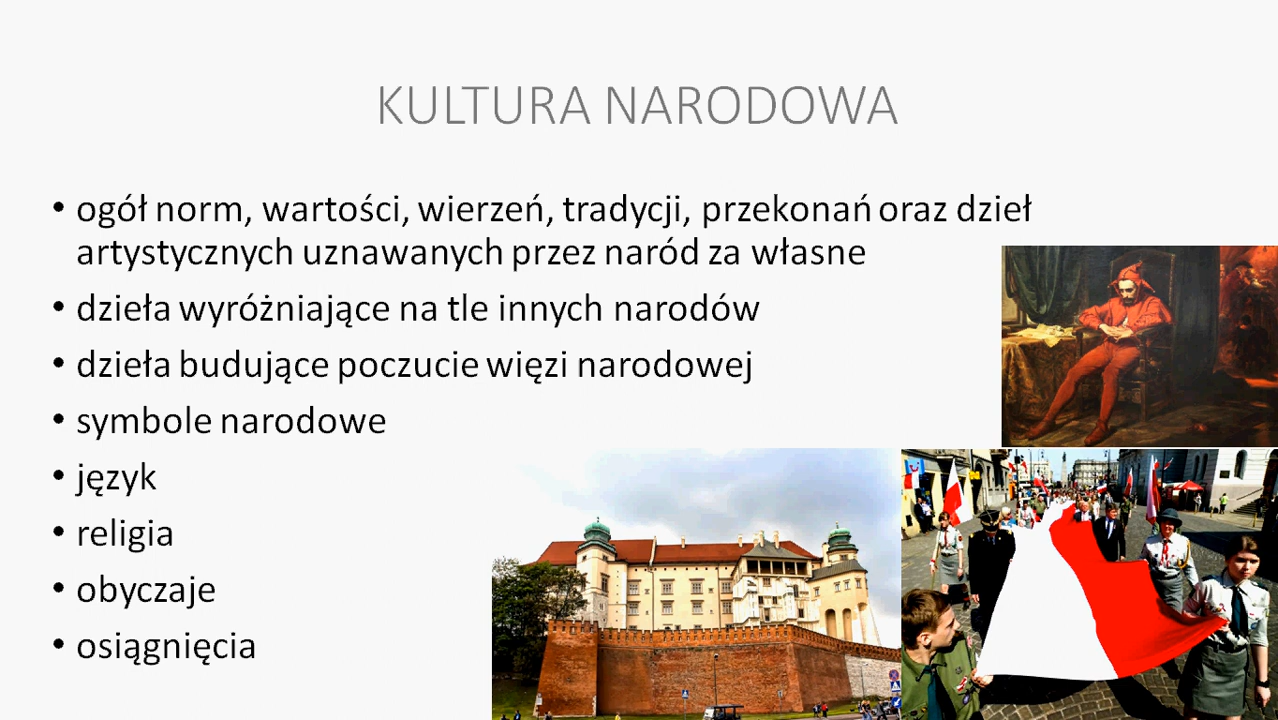 KULTURA NARODOWA
• ogół norm, wartości, wierzeń, tradycji, przekonań oraz dzieł
artystycznych uznawanych przez naród za własne
• dzieła wyróżniające na tle innych narodów
• dzieła budujące poczucie więzi narodowej
• symbole narodowe
• język
• religia
• obyczaje
• osiągnięcia